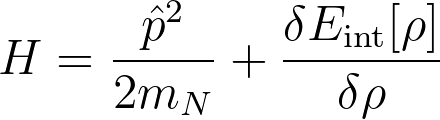 H = \frac{\hat{p}^2}{2m_N} + \frac{\delta E_{\text{int}}[\rho]}{\delta \rho}